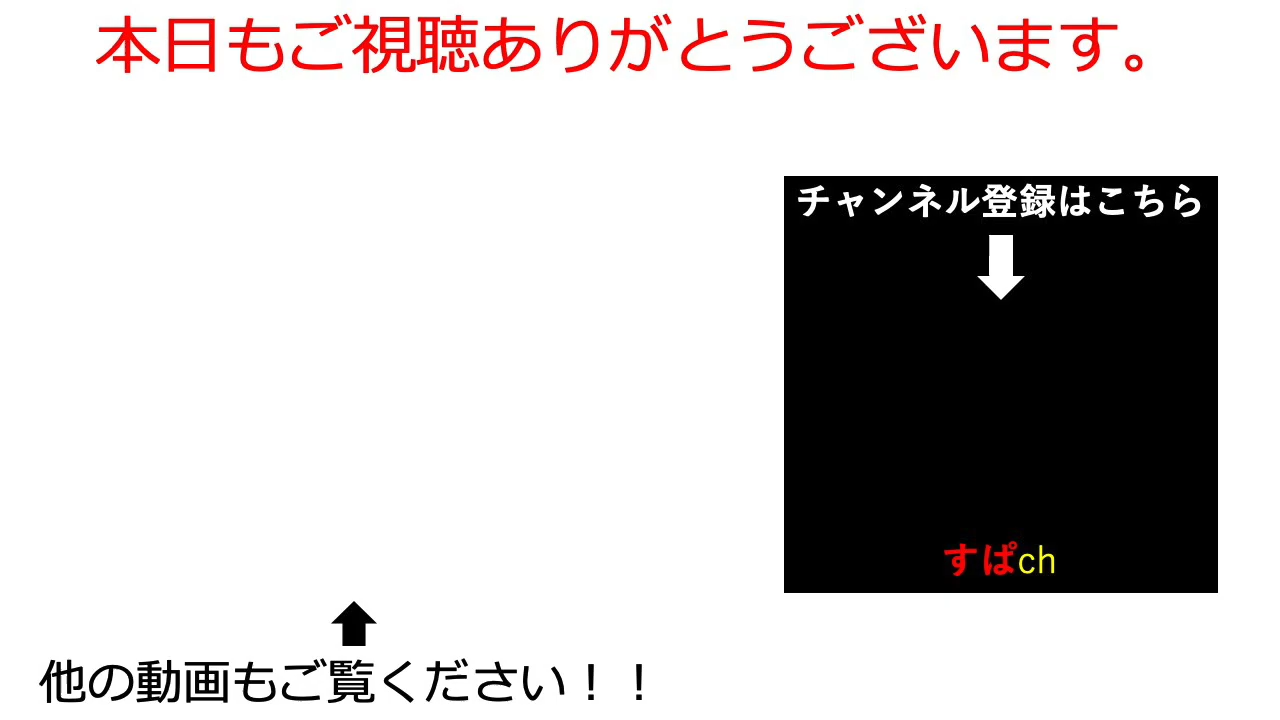 本日もご視聴ありがとうございます。
チャンネル登録はこちら
すぱch
他の動画もご覧ください！！